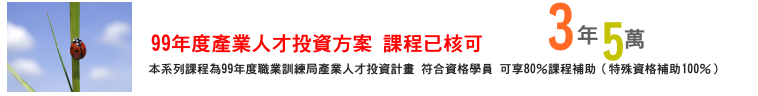 99年度產業人才投資方案 課程已核可 3年5萬
本系列課程為99年度職業訓練局產業人才投資計畫 符合資格學員 可享80%課程補助(特殊資格補助100%)